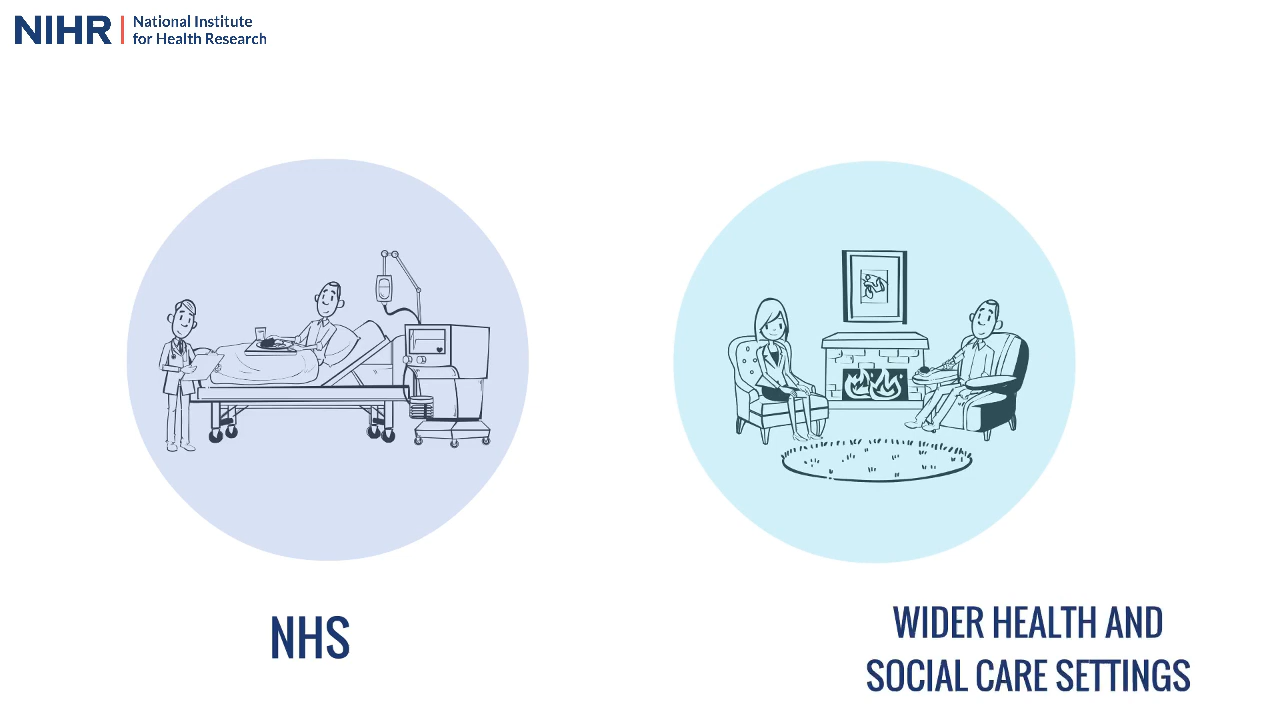 NIHR
National Institute
for Health Research
NHS
WIDER HEALTH AND
SOCIAL CARE SETTINGS